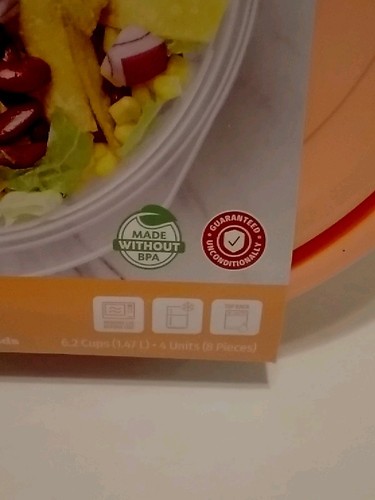 MADE
WITHOUT
BPA
GUARANTEED
UNCONDITIONALLY
6.2 Cups (1.47 L) - 4 Units (8 Pieces)